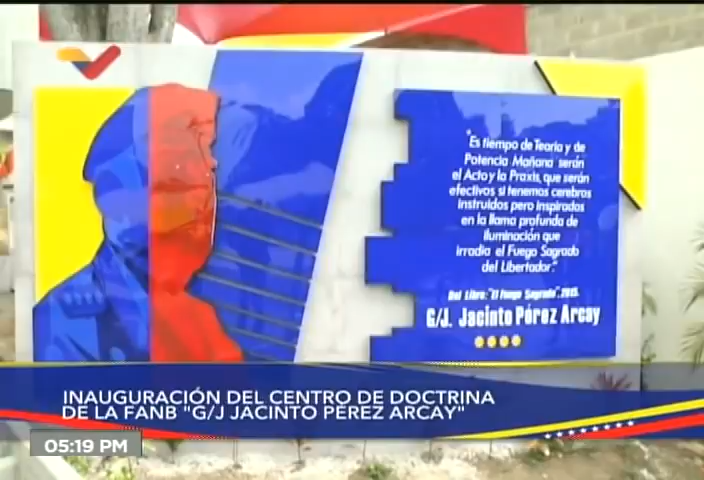 "Es tiempo de Teoría y de
Potencia Mañana serán
el Acto y la Praxis, que serán
efectivos si tenemos cerebros
instruidos pero inspirados
en la llama profunda de
iluminación que
irradia el Fuego Sagrado
del Libertador."
Del Libro: "El Fuego Sagrado", 2015.
G/J. Jacinto Pérez Arcay
INAUGURACIÓN DEL CENTRO DE DOCTRINA
DE LA FANB "G/J JACINTO PÉREZ ARCAY"
05:19 PM